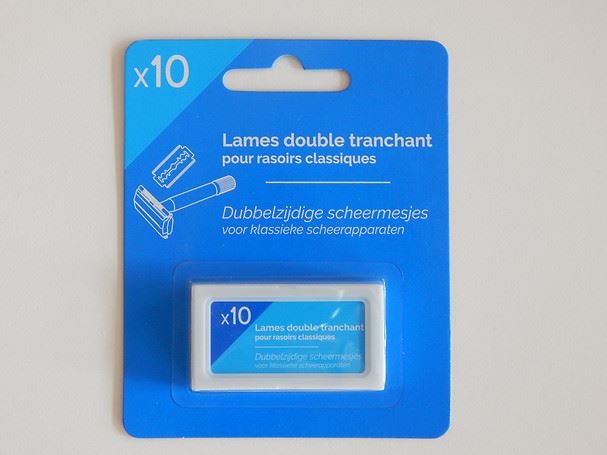 x10
Lames double tranchant
pour rasoirs classiques
Dubbelzijdige scheermesjes
voor klassieke scheerapparaten
x10
Lames double tranchant
pour rasoirs classiques
Dubbelzijdige scheermesjes
voor klassieke scheerapparaten